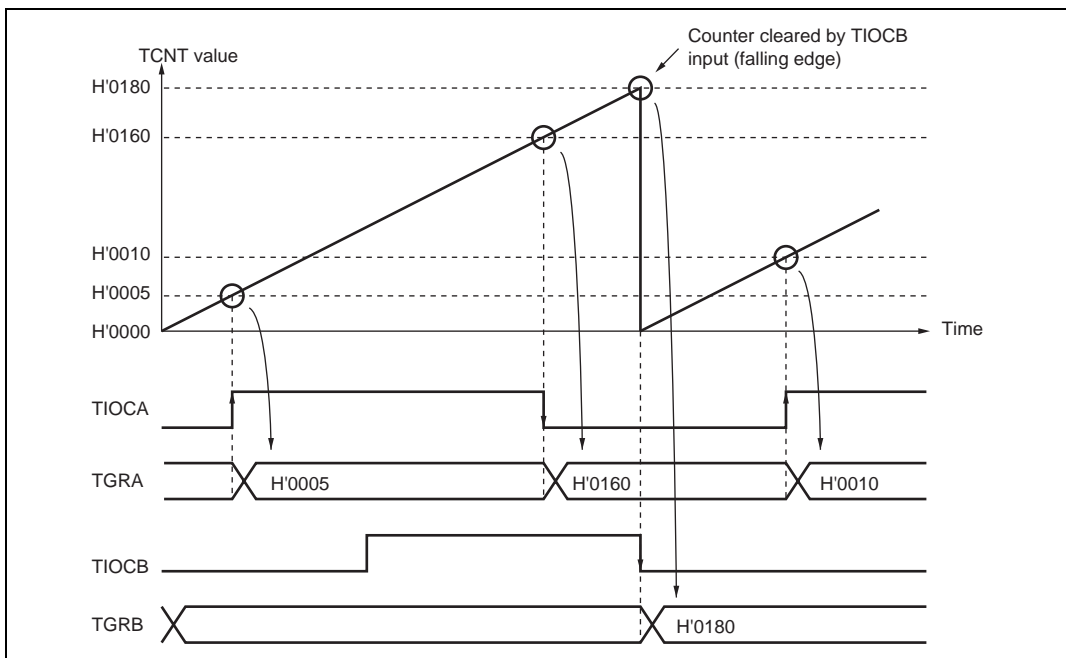 Counter cleared by TIOCB
input (falling edge)
TCNT value
H'0180
H'0160
H'0010
H'0005
H'0000
Time
TIOCA
TGRA
H'0005
H'0160
H'0010
TIOCB
TGRB
H'0180